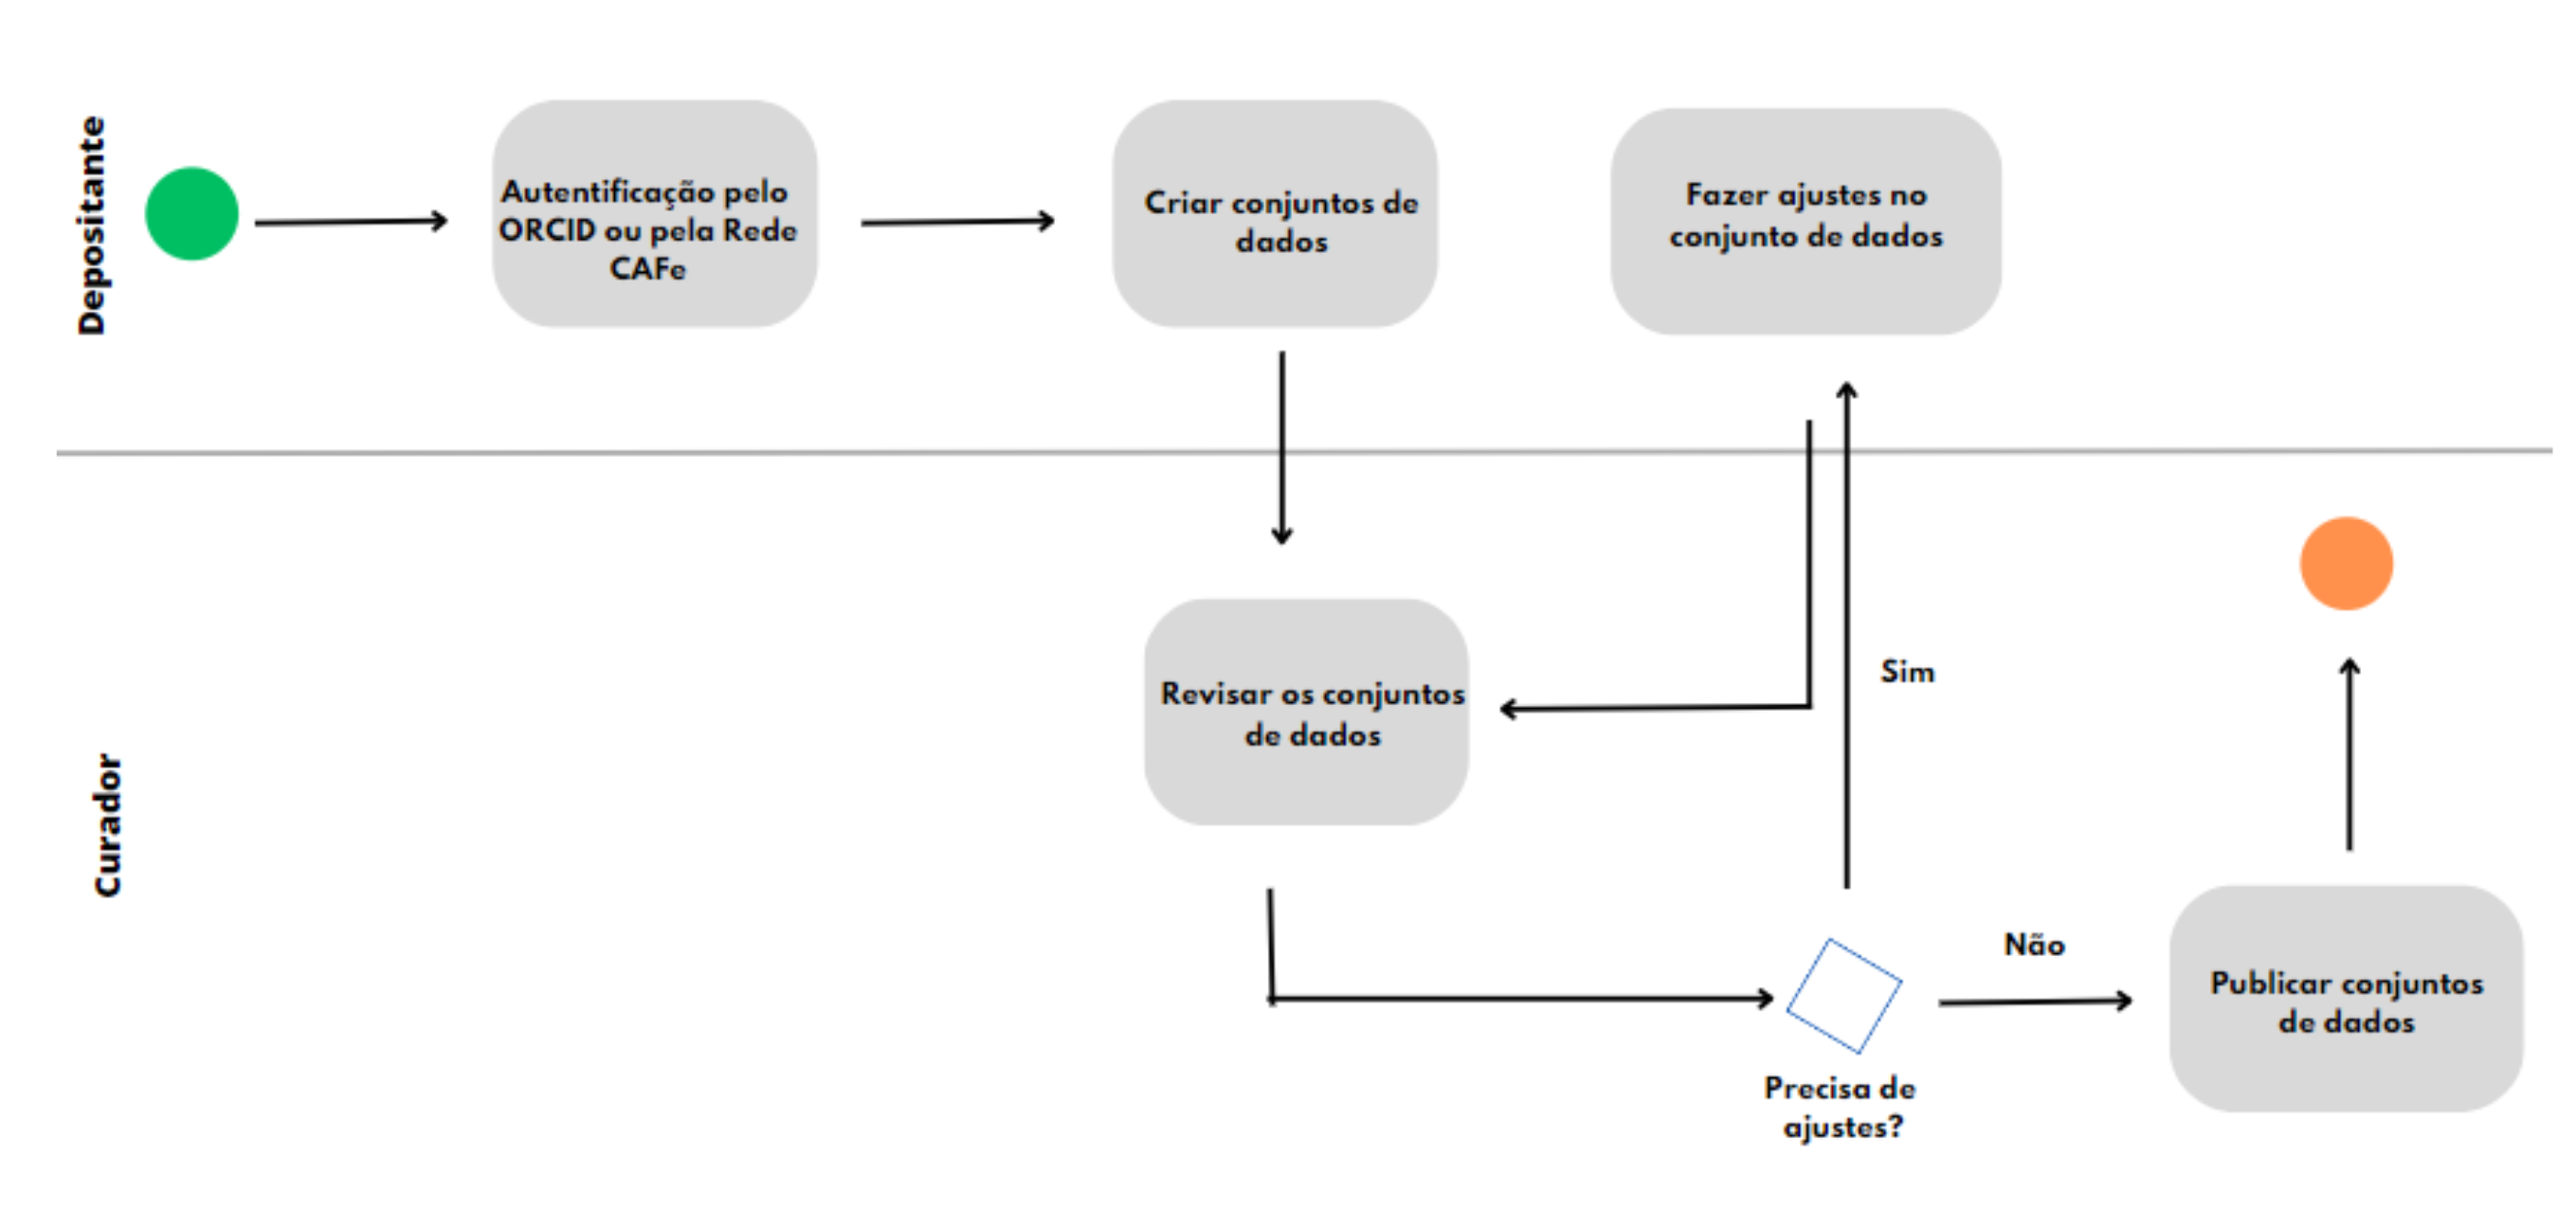 Depositante
Autentificação pelo
ORCID ou pela Rede
CAFe
Criar conjuntos de
dados
Fazer ajustes no
conjunto de dados
Curador
Revisar os conjuntos
de dados
Sim
Não
Precisa de
ajustes?
Publicar conjuntos
de dados